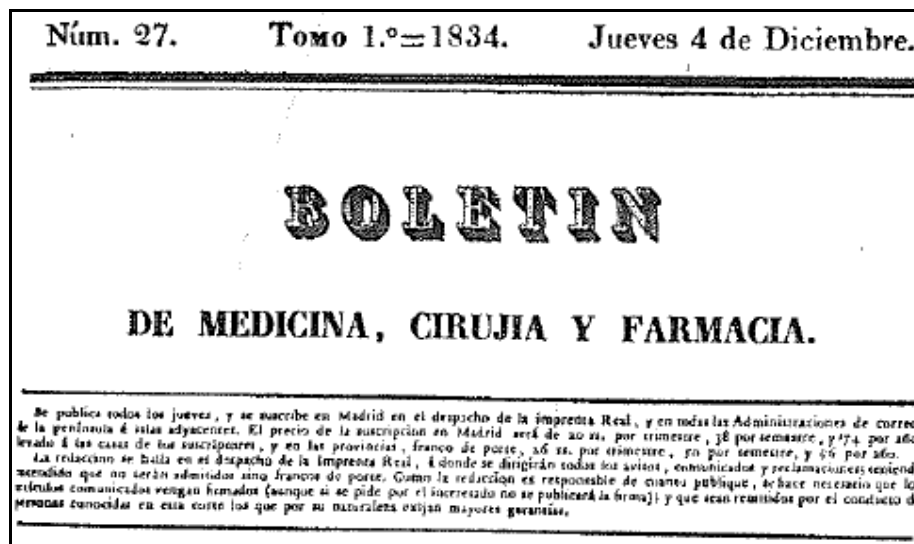 Núm. 27. Tomo 1.º=1834. Jueves 4 de Diciembre.
BOLETIN
DE MEDICINA, CIRUJIA Y FARMACIA.
Se publica todos los jueves, y se suscribe en Madrid en el despacho de la imprenta Real, y en todas las Administraciones de correo
de la península é islas adyacentes. El precio de la suscripcion en Madrid será de 20 rs. por trimestre, 38 por semestre, y 74 por año
levado á las casas de los suscriptores, y en las provincias, franco de porte, 26 rs. por trimestre, 50 por semestre, y 96 por año.
La redaccion se halla en el despacho de la Imprenta Real, á donde se dirigirán todos los avisos, comunicados y reclamaciones teniend
entendido que no serán admitidos sino francos de porte. Como la redaccion es responsable de cuanto publique, se hace necesario que lo
artículos comunicados vengan firmados (aunque si se pide por el interesado no se publicará la firma); y que sean remitidos por el conducto d
personas conocidas en esta corte los que por su naturaleza exijan mayores garantías.